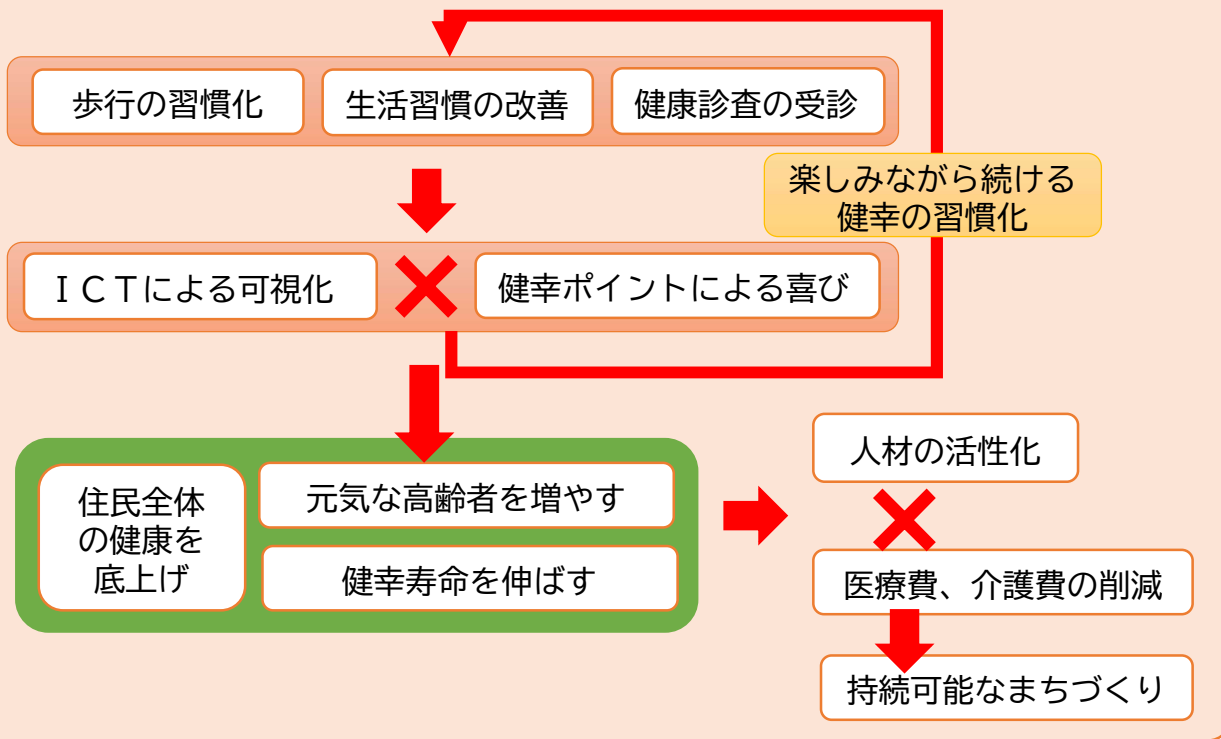 歩行の習慣化
生活習慣の改善
健康診査の受診
楽しみながら続ける
健幸の習慣化
ＩＣＴによる可視化
健幸ポイントによる喜び
住民全体
の健康を
底上げ
元気な高齢者を増やす
健幸寿命を伸ばす
人材の活性化
医療費、介護費の削減
持続可能なまちづくり